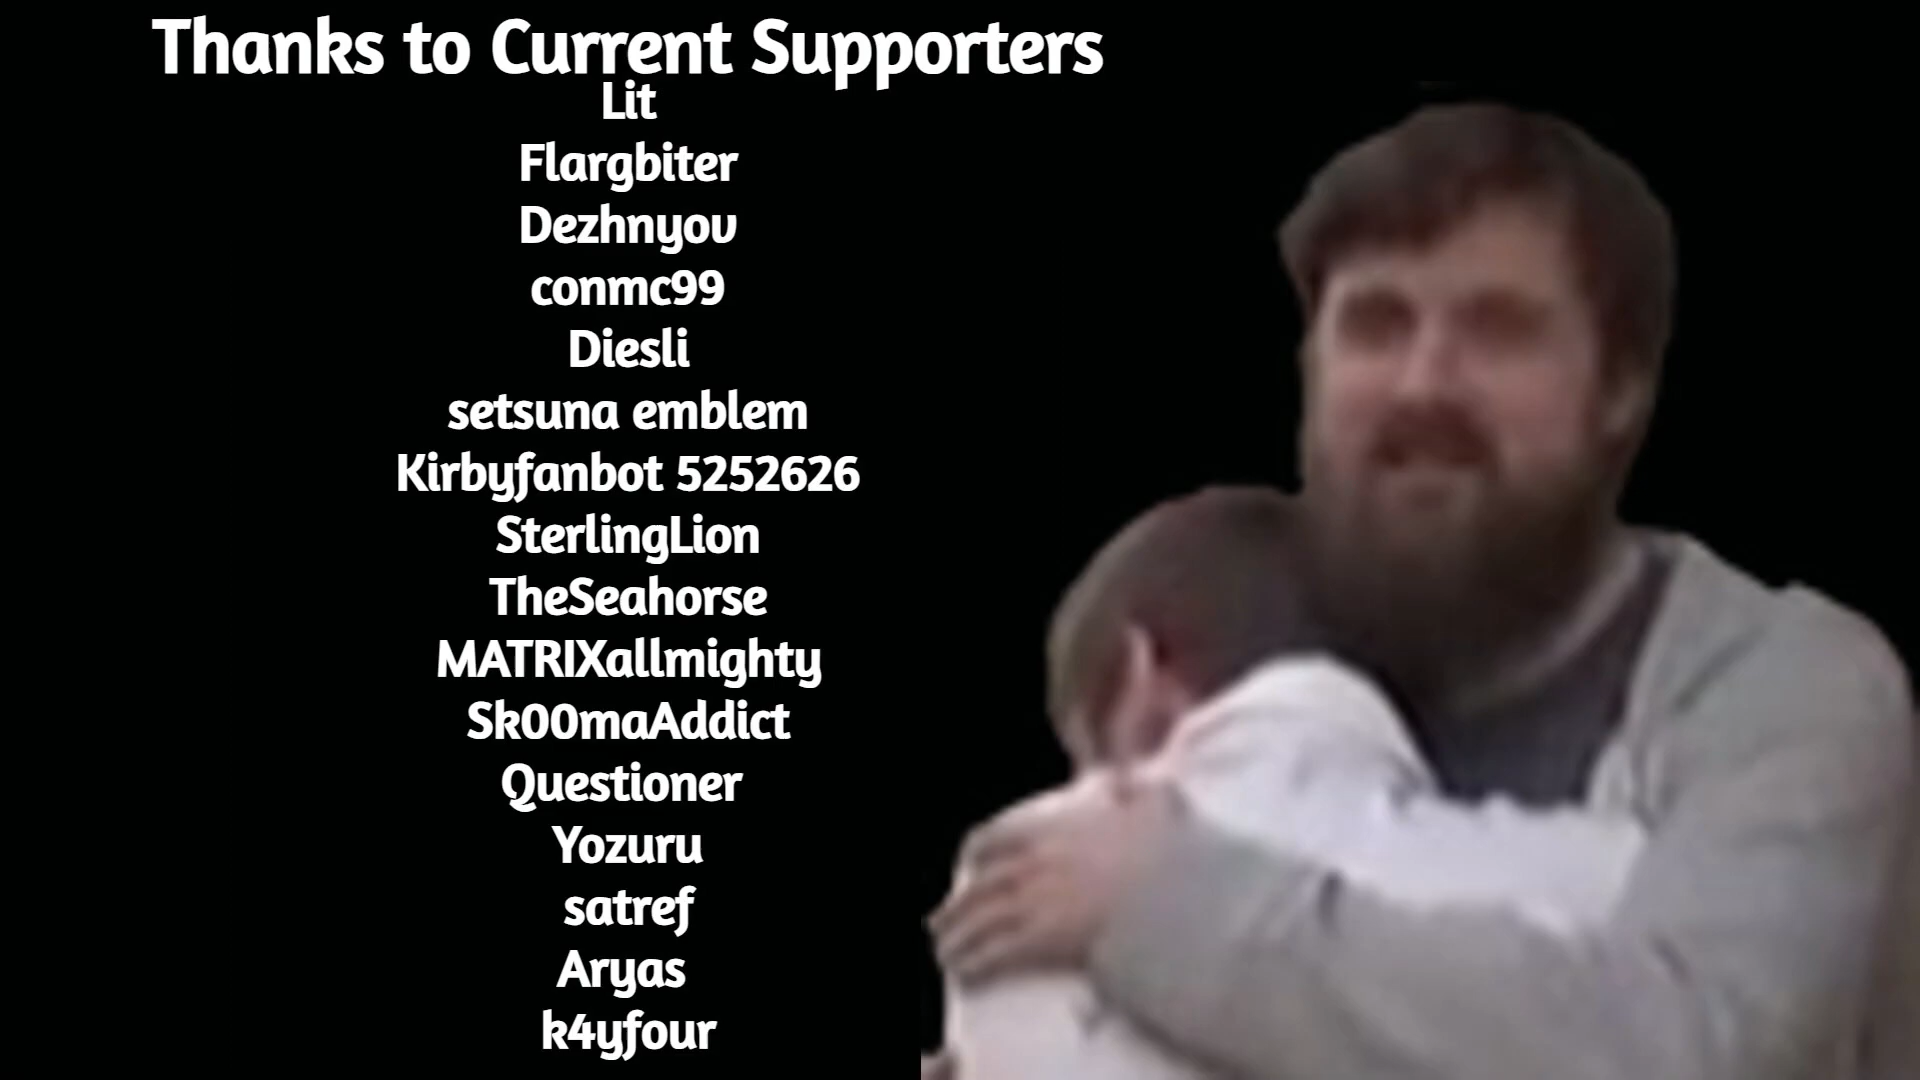 Thanks to Current Supporters
Lit
Flargbiter
Dezhnyov
conmc99
Diesli
setsuna emblem
Kirbyfanbot 5252626
SterlingLion
TheSeahorse
MATRIXallmighty
Sk00maAddict
Questioner
Yozuru
satref
Aryas
k4yfour